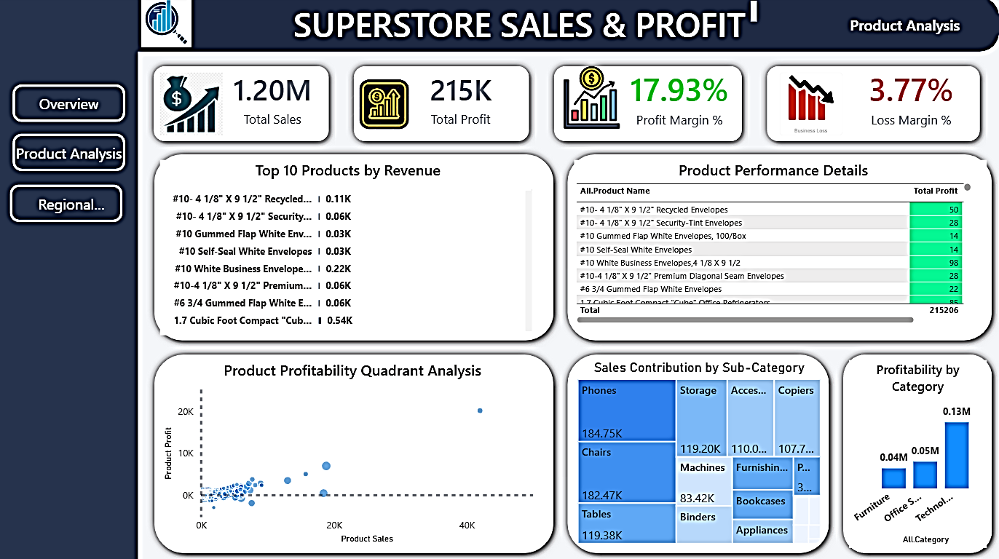 SUPERSTORE SALES & PROFIT
Product Analysis
Overview
Product Analysis
Regional...
$
1.20M
Total Sales
$
215K
Total Profit
$
17.93%
Profit Margin %
Business Loss
3.77%
Loss Margin %
Top 10 Products by Revenue
#10- 4 1/8" X 9 1/2" Recycled... 0.11K
#10- 4 1/8" X 9 1/2" Security... 0.06K
#10 Gummed Flap White Env... 0.03K
#10 Self-Seal White Envelopes 0.03K
#10 White Business Envelope... 0.22K
#10-4 1/8" X 9 1/2" Premium... 0.06K
#6 3/4 Gummed Flap White E... 0.06K
1.7 Cubic Foot Compact "Cub... 0.54K
Product Performance Details
All.Product Name Total Profit
#10- 4 1/8" X 9 1/2" Recycled Envelopes 50
#10- 4 1/8" X 9 1/2" Security-Tint Envelopes 28
#10 Gummed Flap White Envelopes, 100/Box 14
#10 Self-Seal White Envelopes 14
#10 White Business Envelopes,4 1/8 X 9 1/2 98
#10-4 1/8" X 9 1/2" Premium Diagonal Seam Envelopes 28
#6 3/4 Gummed Flap White Envelopes 22
1.7 Cubic Foot Compact "Cube" Office Refrigerators 85
Total 215206
Product Profitability Quadrant Analysis
Product Profit
20K
10K
0K
0K 20K 40K
Product Sales
Sales Contribution by Sub-Category
Phones
184.75K
Chairs
182.47K
Tables
119.38K
Storage
119.20K
Acces...
110.0...
Copiers
107.7...
Machines
83.42K
Binders
Furnishin...
Bookcases
Appliances
P...
3...
Profitability by
Category
0.04M
0.05M
0.13M
Furniture
Office S...
Technol...
All.Category